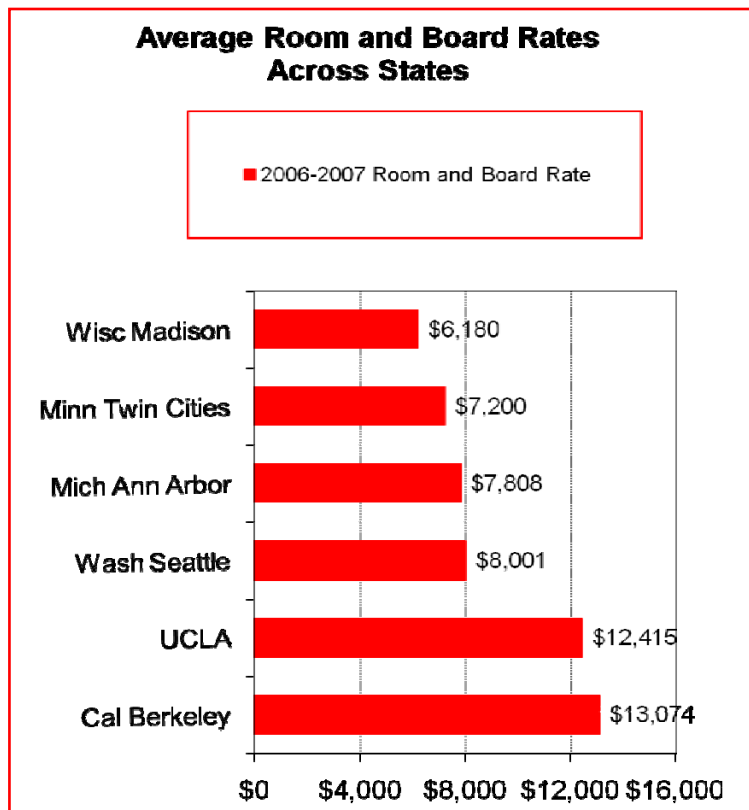 Average Room and Board Rates
Across States
2006-2007 Room and Board Rate
Wisc Madison $6,180
Minn Twin Cities $7,200
Mich Ann Arbor $7,808
Wash Seattle $8,001
UCLA $12,415
Cal Berkeley $13,074
$0 $4,000 $8,000 $12,000 $16,000